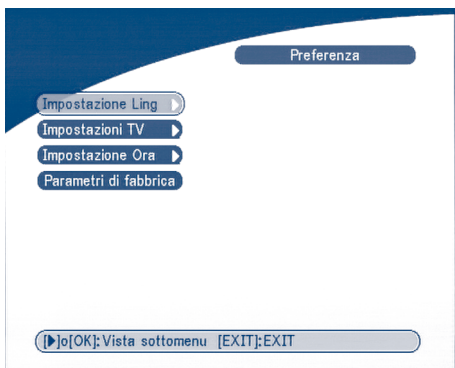 Preferenza
Impostazione Ling
Impostazioni TV
Impostazione Ora
Parametri di fabbrica
[▶]o[OK]:Vista sottomenu [EXIT]:EXIT